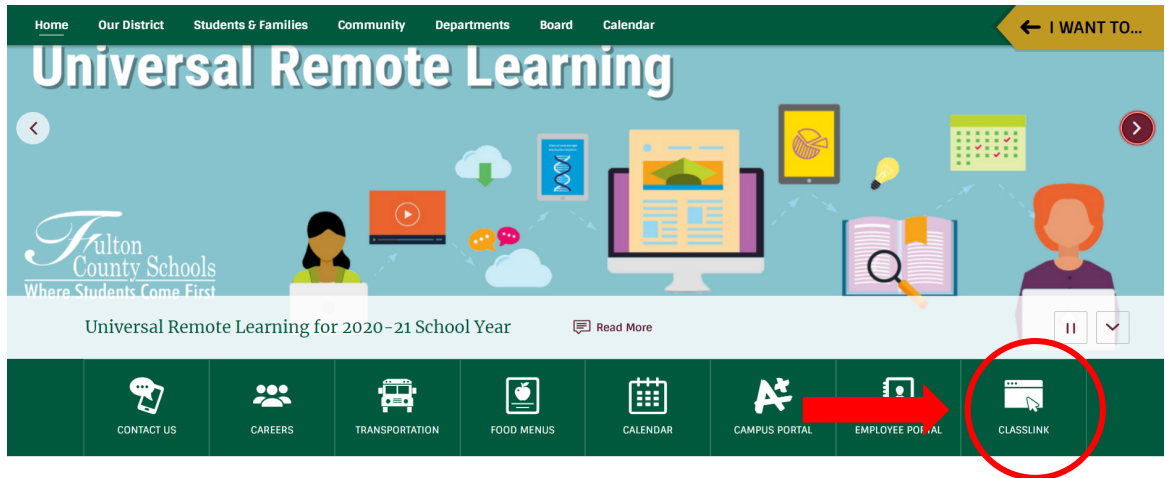 Home Our District Students & Families Community Departments Board Calendar I WANT TO...
Universal Remote Learning
Fulton
County Schools
Where Students Come First
Universal Remote Learning for 2020-21 School Year Read More
CONTACT US CAREERS TRANSPORTATION FOOD MENUS CALENDAR CAMPUS PORTAL EMPLOYEE PORTAL CLASSLINK